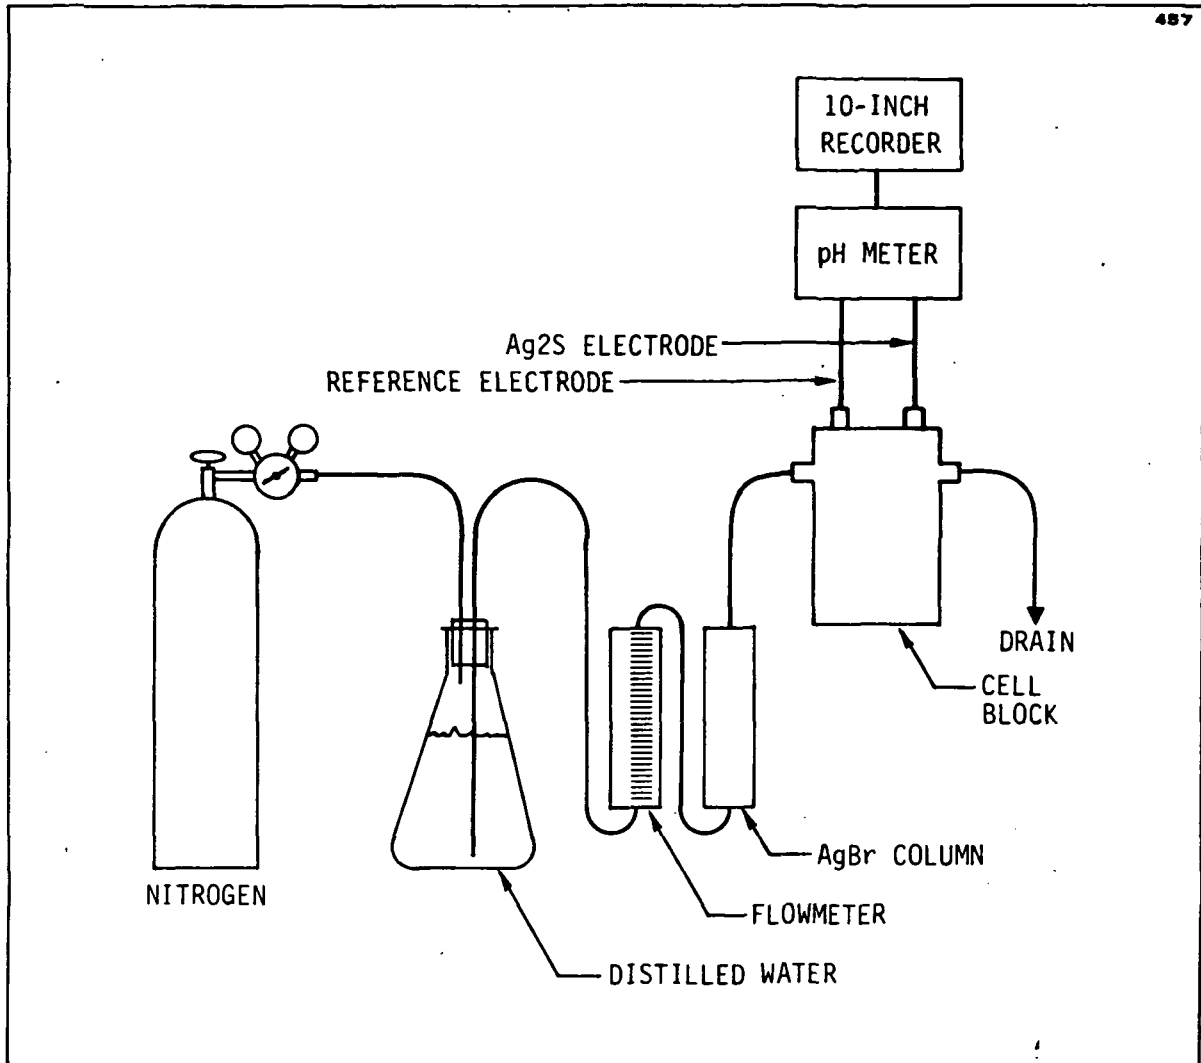 457
10-INCH
RECORDER
pH METER
Ag2S ELECTRODE
REFERENCE ELECTRODE
DRAIN
CELL
BLOCK
AgBr COLUMN
NITROGEN
FLOWMETER
DISTILLED WATER